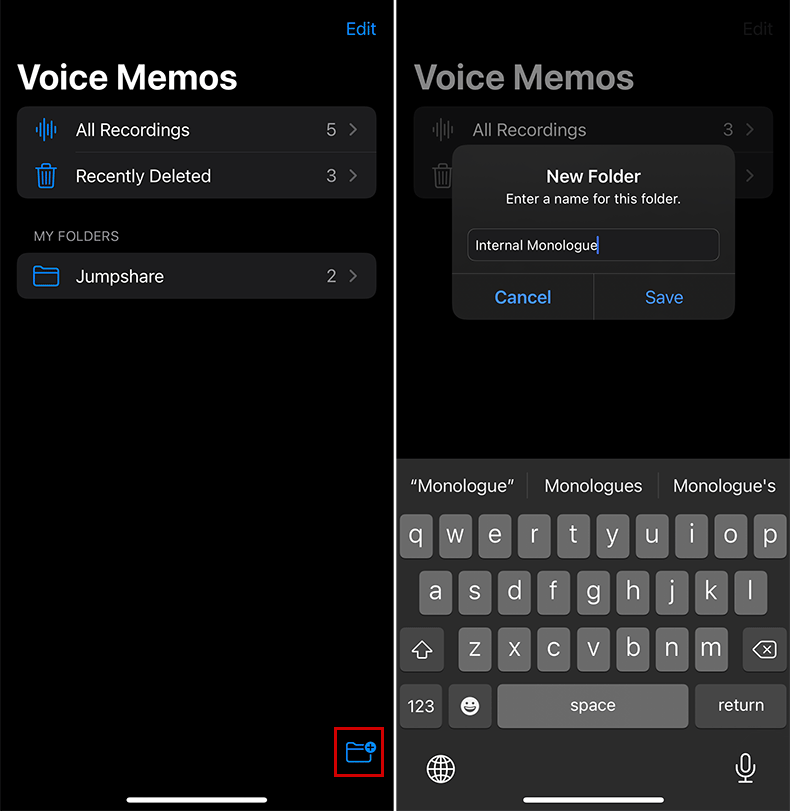 Edit
Voice Memos
All Recordings 5
Recently Deleted 3
MY FOLDERS
Jumpshare 2
Edit
Voice Memos
All Recordings 3
New Folder
Enter a name for this folder.
Internal Monologue
Cancel Save
“Monologue” Monologues Monologue's
q w e r t y u i o p
a s d f g h j k l
z x c v b n m
123 space return